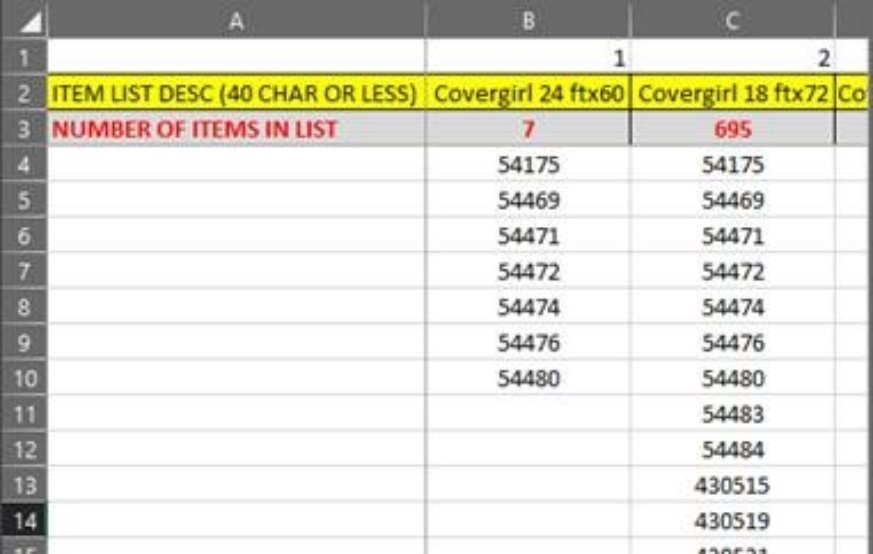 A B C
1 1 2
2 ITEM LIST DESC (40 CHAR OR LESS) Covergirl 24 ftx60 Covergirl 18 ftx72 Co
3 NUMBER OF ITEMS IN LIST 7 695
4 54175 54175
5 54469 54469
6 54471 54471
7 54472 54472
8 54474 54474
9 54476 54476
10 54480 54480
11 54483
12 54484
13 430515
14 430519